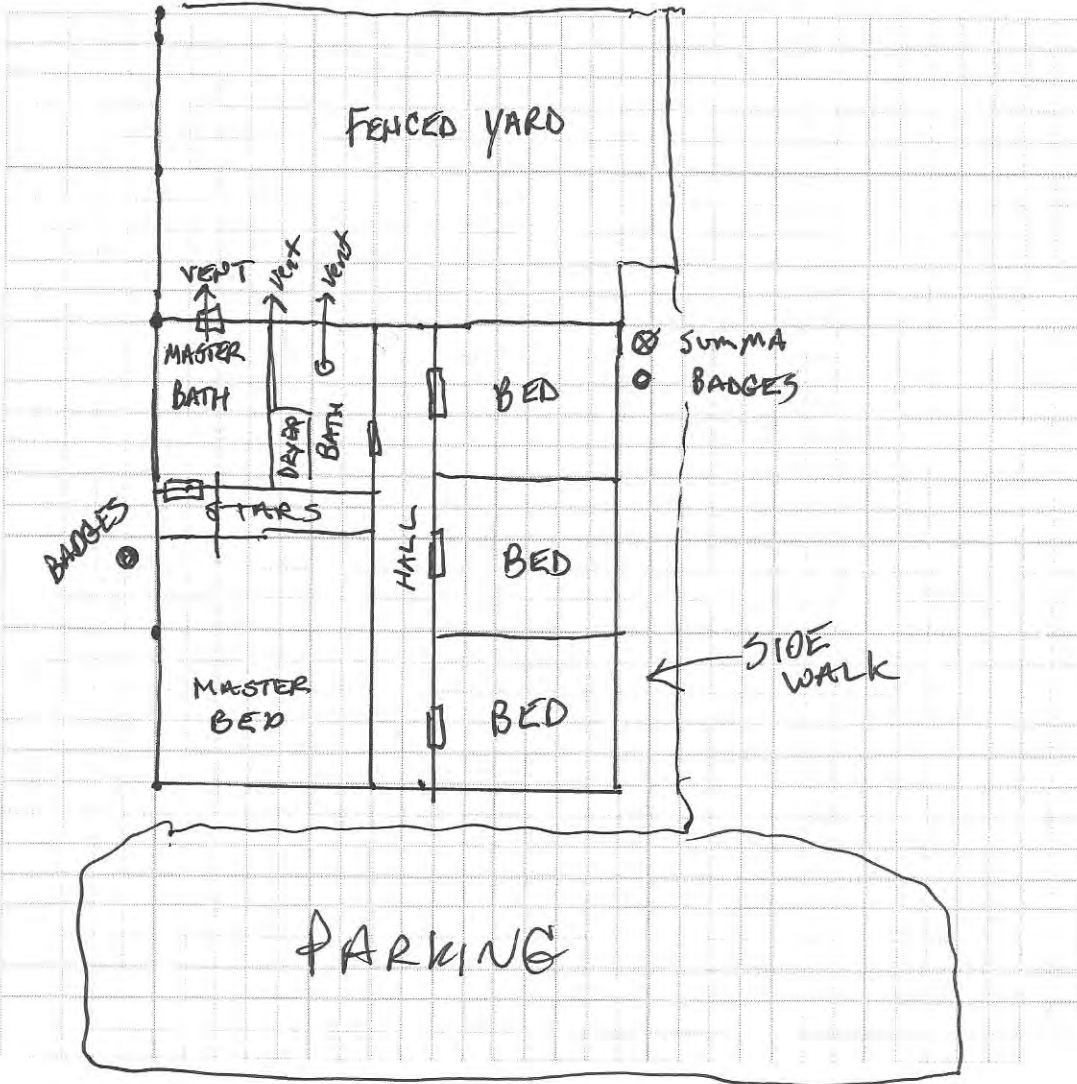 FENCED YARD
VENT
Vent
Vent
MASTER
BATH
DRYER
BATH
BED
SUMMA
BADGES
STARS
BADGES
HALL
BED
SIDE
WALK
MASTER
BED
BED
PARKING